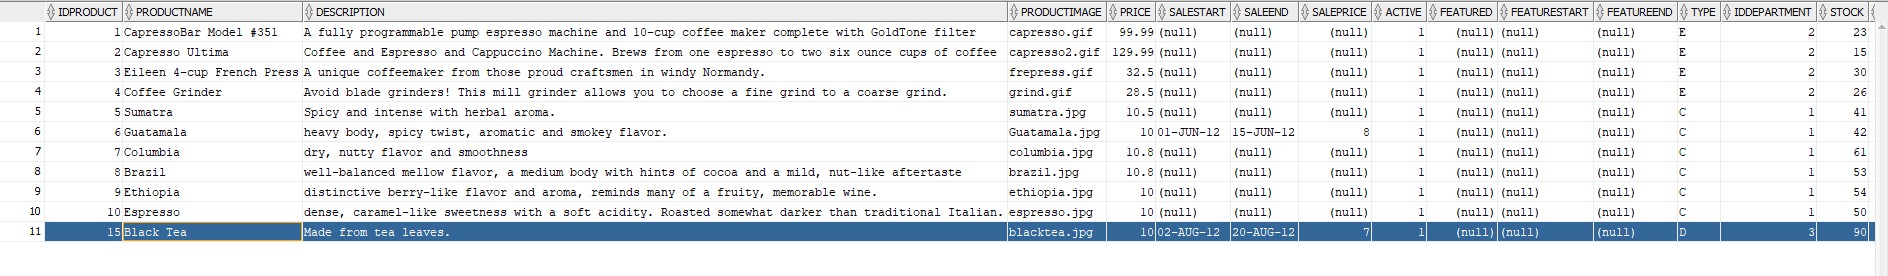 IDPRODUCT PRODUCTNAME DESCRIPTION PRODUCTIMAGE PRICE SALESTART SALEEND SALEPRICE ACTIVE FEATURED FEATURESTART FEATUREEND TYPE IDDEPARTMENT STOCK
1 1 CapressoBar Model #351 A fully programmable pump espresso machine and 10-cup coffee maker complete with GoldTone filter capresso.gif 99.99 (null) (null) (null) 1 (null) (null) (null) E 2 23
2 2 Capresso Ultima Coffee and Espresso and Cappuccino Machine. Brews from one espresso to two six ounce cups of coffee capresso2.gif 129.99 (null) (null) (null) 1 (null) (null) (null) E 2 15
3 3 Eileen 4-cup French Press A unique coffeemaker from those proud craftsmen in windy Normandy. frepress.gif 32.5 (null) (null) (null) 1 (null) (null) (null) E 2 30
4 4 Coffee Grinder Avoid blade grinders! This mill grinder allows you to choose a fine grind to a coarse grind. grind.gif 28.5 (null) (null) (null) 1 (null) (null) (null) E 2 26
5 5 Sumatra Spicy and intense with herbal aroma. sumatra.jpg 10.5 (null) (null) (null) 1 (null) (null) (null) C 1 41
6 6 Guatamala heavy body, spicy twist, aromatic and smokey flavor. Guatamala.jpg 10 01-JUN-12 15-JUN-12 8 1 (null) (null) (null) C 1 42
7 7 Columbia dry, nutty flavor and smoothness columbia.jpg 10.8 (null) (null) (null) 1 (null) (null) (null) C 1 61
8 8 Brazil well-balanced mellow flavor, a medium body with hints of cocoa and a mild, nut-like aftertaste brazil.jpg 10.8 (null) (null) (null) 1 (null) (null) (null) C 1 53
9 9 Ethiopia distinctive berry-like flavor and aroma, reminds many of a fruity, memorable wine. ethiopia.jpg 10 (null) (null) (null) 1 (null) (null) (null) C 1 54
10 10 Espresso dense, caramel-like sweetness with a soft acidity. Roasted somewhat darker than traditional Italian. espresso.jpg 10 (null) (null) (null) 1 (null) (null) (null) C 1 50
11 15 Black Tea Made from tea leaves. blacktea.jpg 10 02-AUG-12 20-AUG-12 7 1 (null) (null) (null) D 3 90